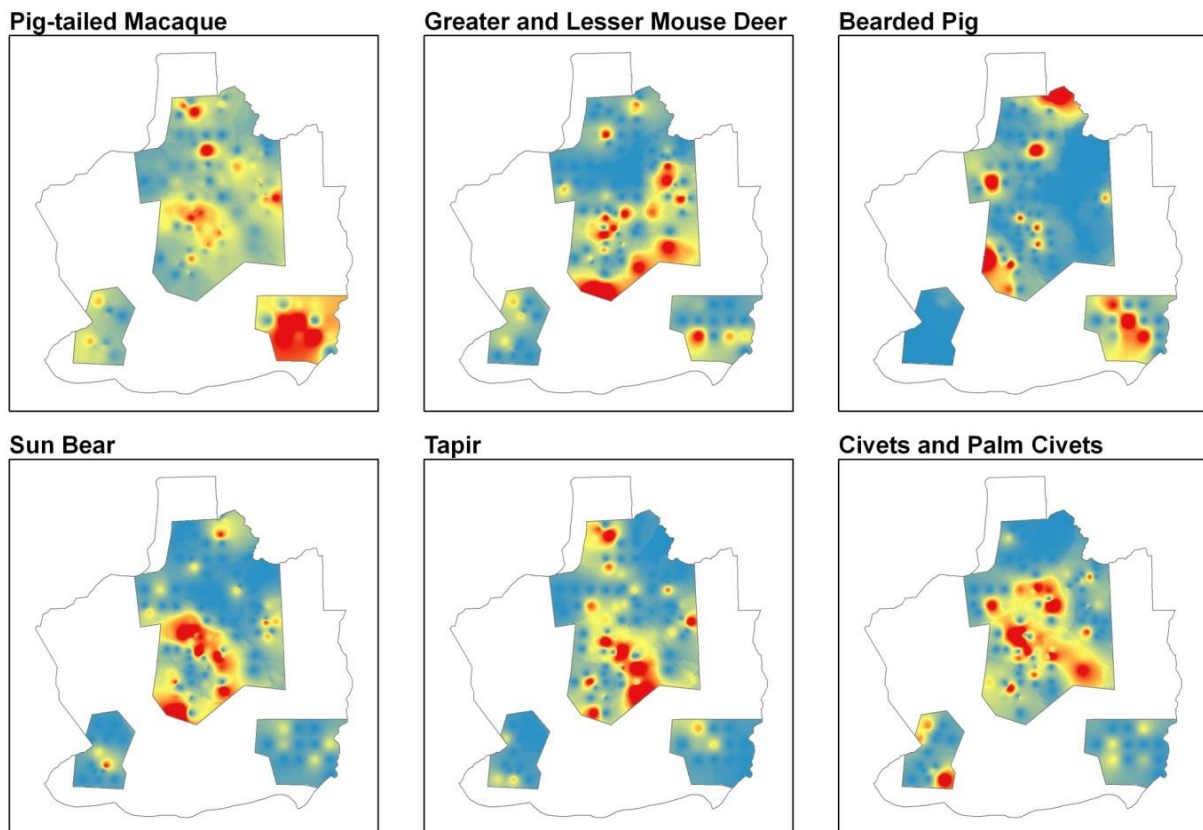 Pig-tailed Macaque
Greater and Lesser Mouse Deer
Bearded Pig
Sun Bear
Tapir
Civets and Palm Civets